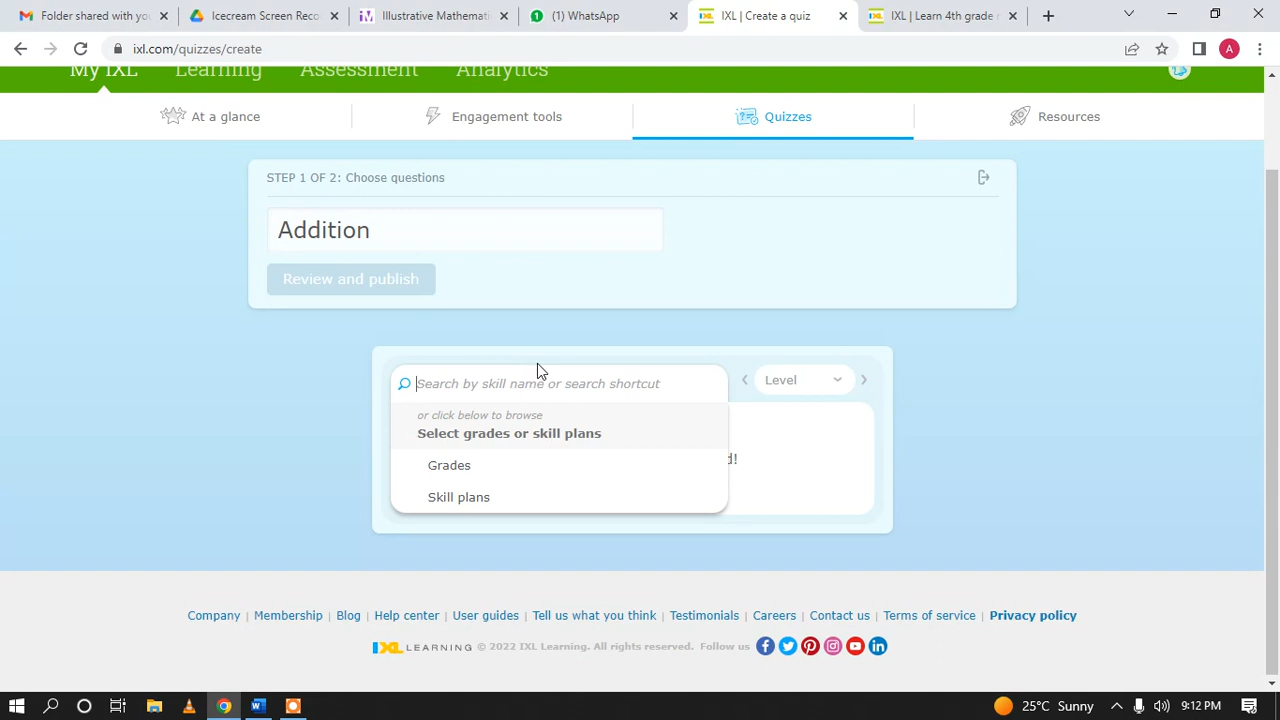 Folder shared with you
Icecream Screen Reco
Illustrative Mathemati
(1) WhatsApp
IXL | Create a quiz
IXL | Learn 4th grade
ixl.com/quizzes/create
A
My IXL
Learning
Assessment
Analytics
At a glance
Engagement tools
Quizzes
Resources
STEP 1 OF 2: Choose questions
Addition
Review and publish
Search by skill name or search shortcut
Level
or click below to browse
Select grades or skill plans
d!
Grades
Skill plans
Company | Membership | Blog | Help center | User guides | Tell us what you think | Testimonials | Careers | Contact us | Terms of service | Privacy policy
IXL LEARNING © 2022 IXL Learning. All rights reserved. Follow us
25°C Sunny
9:12 PM